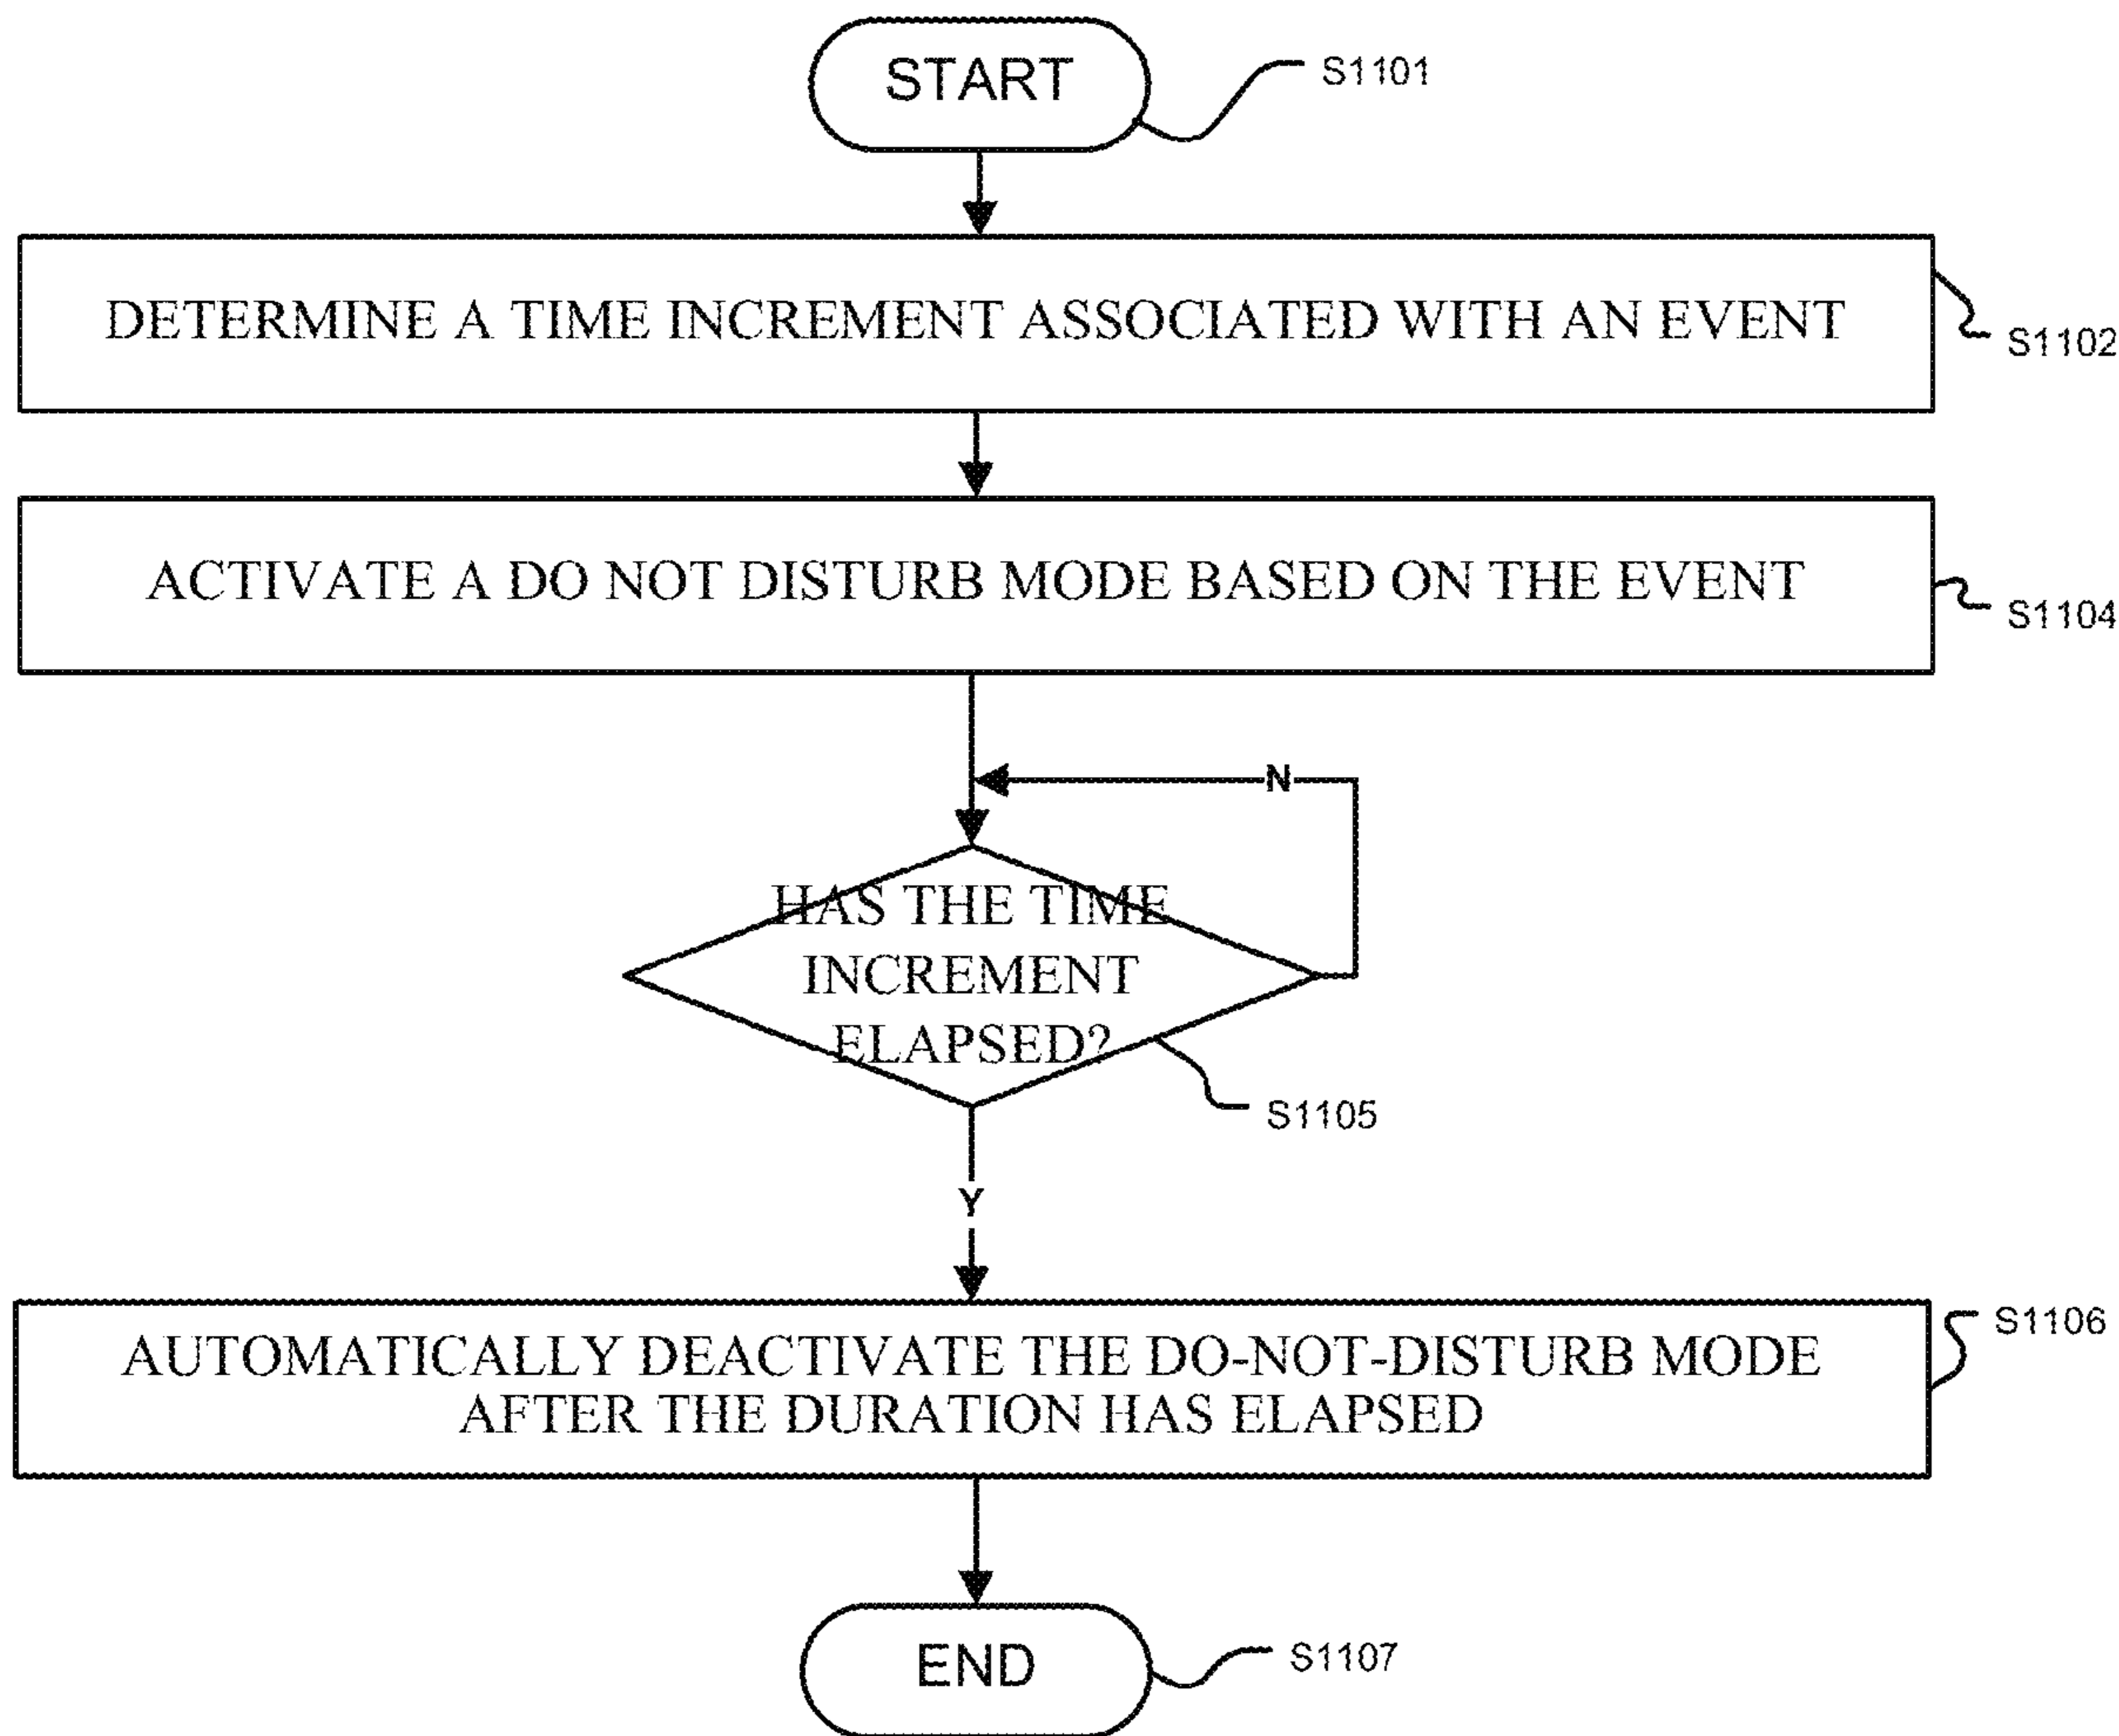 START
S1101
DETERMINE A TIME INCREMENT ASSOCIATED WITH AN EVENT
S1102
ACTIVATE A DO NOT DISTURB MODE BASED ON THE EVENT
S1104
N
HAS THE TIME
INCREMENT
ELAPSED?
S1105
Y
AUTOMATICALLY DEACTIVATE THE DO-NOT-DISTURB MODE
AFTER THE DURATION HAS ELAPSED
S1106
END
S1107